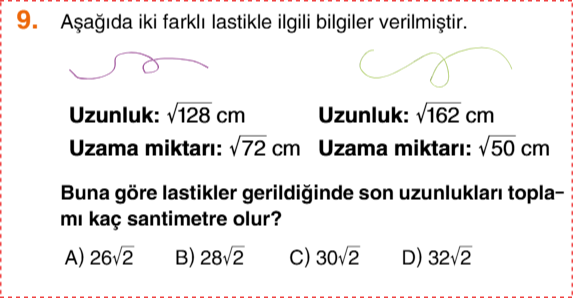 9. Aşağıda iki farklı lastikle ilgili bilgiler verilmiştir.
Uzunluk: √128 cm Uzunluk: √162 cm
Uzama miktarı: √72 cm Uzama miktarı: √50 cm
Buna göre lastikler gerildiğinde son uzunlukları topla-
mı kaç santimetre olur?
A) 26√2 B) 28√2 C) 30√2 D) 32√2